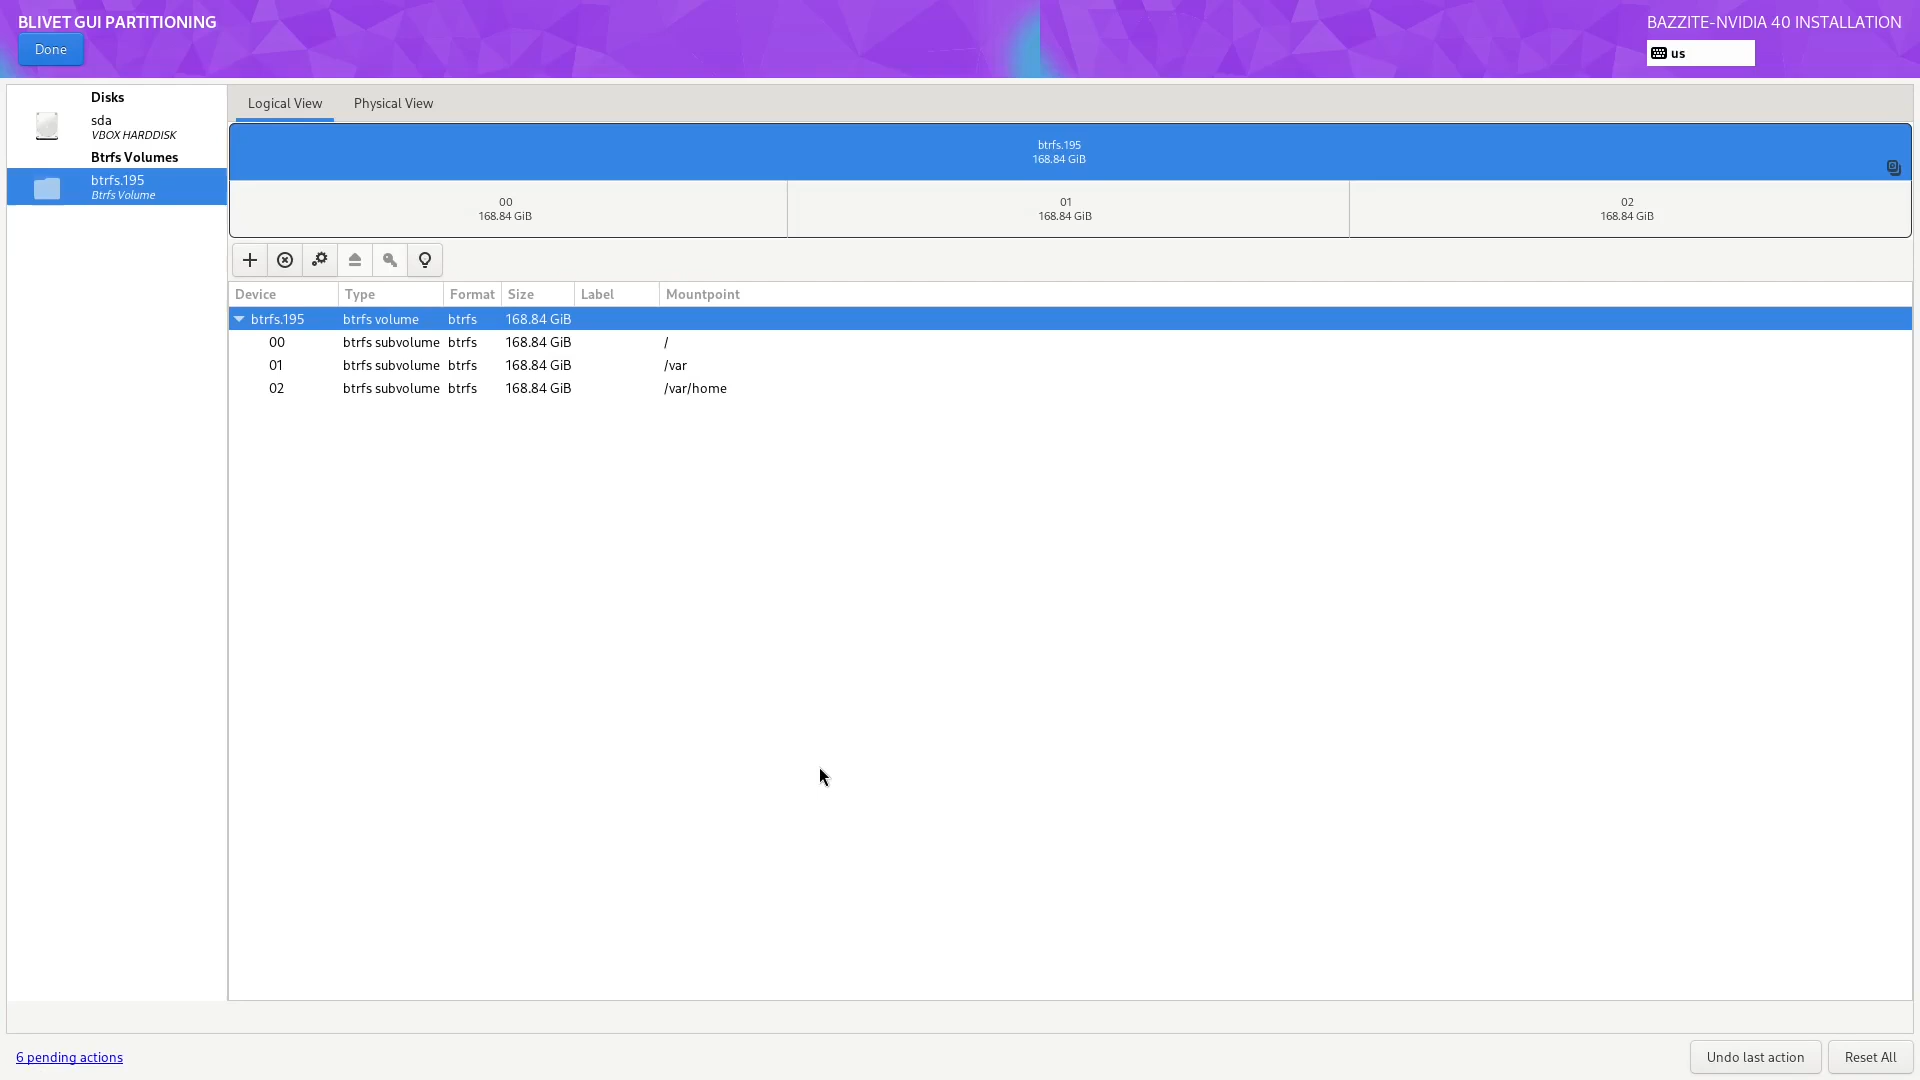 BLIVET GUI PARTITIONING
BAZZITE-NVIDIA 40 INSTALLATION
Done
us
Disks
sda
VBOX HARDDISK
Btrfs Volumes
btrfs.195
Btrfs Volume
Logical View Physical View
btrfs.195
168.84 GiB
00 01 02
168.84 GiB 168.84 GiB 168.84 GiB
Device Type Format Size Label Mountpoint
btrfs.195 btrfs volume btrfs 168.84 GiB
00 btrfs subvolume btrfs 168.84 GiB /
01 btrfs subvolume btrfs 168.84 GiB /var
02 btrfs subvolume btrfs 168.84 GiB /var/home
6 pending actions
Undo last action Reset All